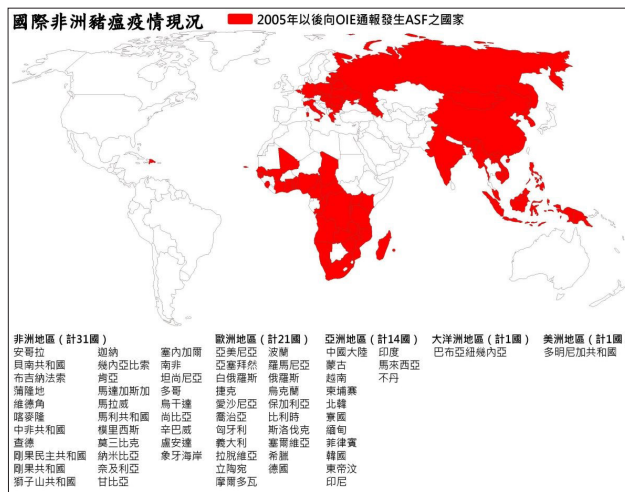 國際非洲豬瘟疫情現況
2005年以後向OIE通報發生ASF之國家
非洲地區（計31國）
安哥拉 迦納 塞內加爾
貝南共和國 幾內亞比索 南非
布吉納法索 肯亞 坦尚尼亞
蒲隆地 馬達加斯加 多哥
維德角 馬拉威 烏干達
喀麥隆 馬利共和國 尚比亞
中非共和國 模里西斯 辛巴威
查德 莫三比克 盧安達
剛果民主共和國 納米比亞 象牙海岸
剛果共和國 奈及利亞
獅子山共和國 甘比亞
歐洲地區（計21國）
亞美尼亞 波蘭
亞塞拜然 羅馬尼亞
白俄羅斯 俄羅斯
捷克 烏克蘭
愛沙尼亞 保加利亞
喬治亞 比利時
匈牙利 斯洛伐克
義大利 塞爾維亞
拉脫維亞 希臘
立陶宛 德國
摩爾多瓦
亞洲地區（計14國）
中國大陸 印度
蒙古 馬來西亞
越南 不丹
柬埔寨
北韓
寮國
緬甸
菲律賓
韓國
東帝汶
印尼
大洋洲地區（計1國）
巴布亞紐幾內亞
美洲地區（計1國
多明尼加共和國